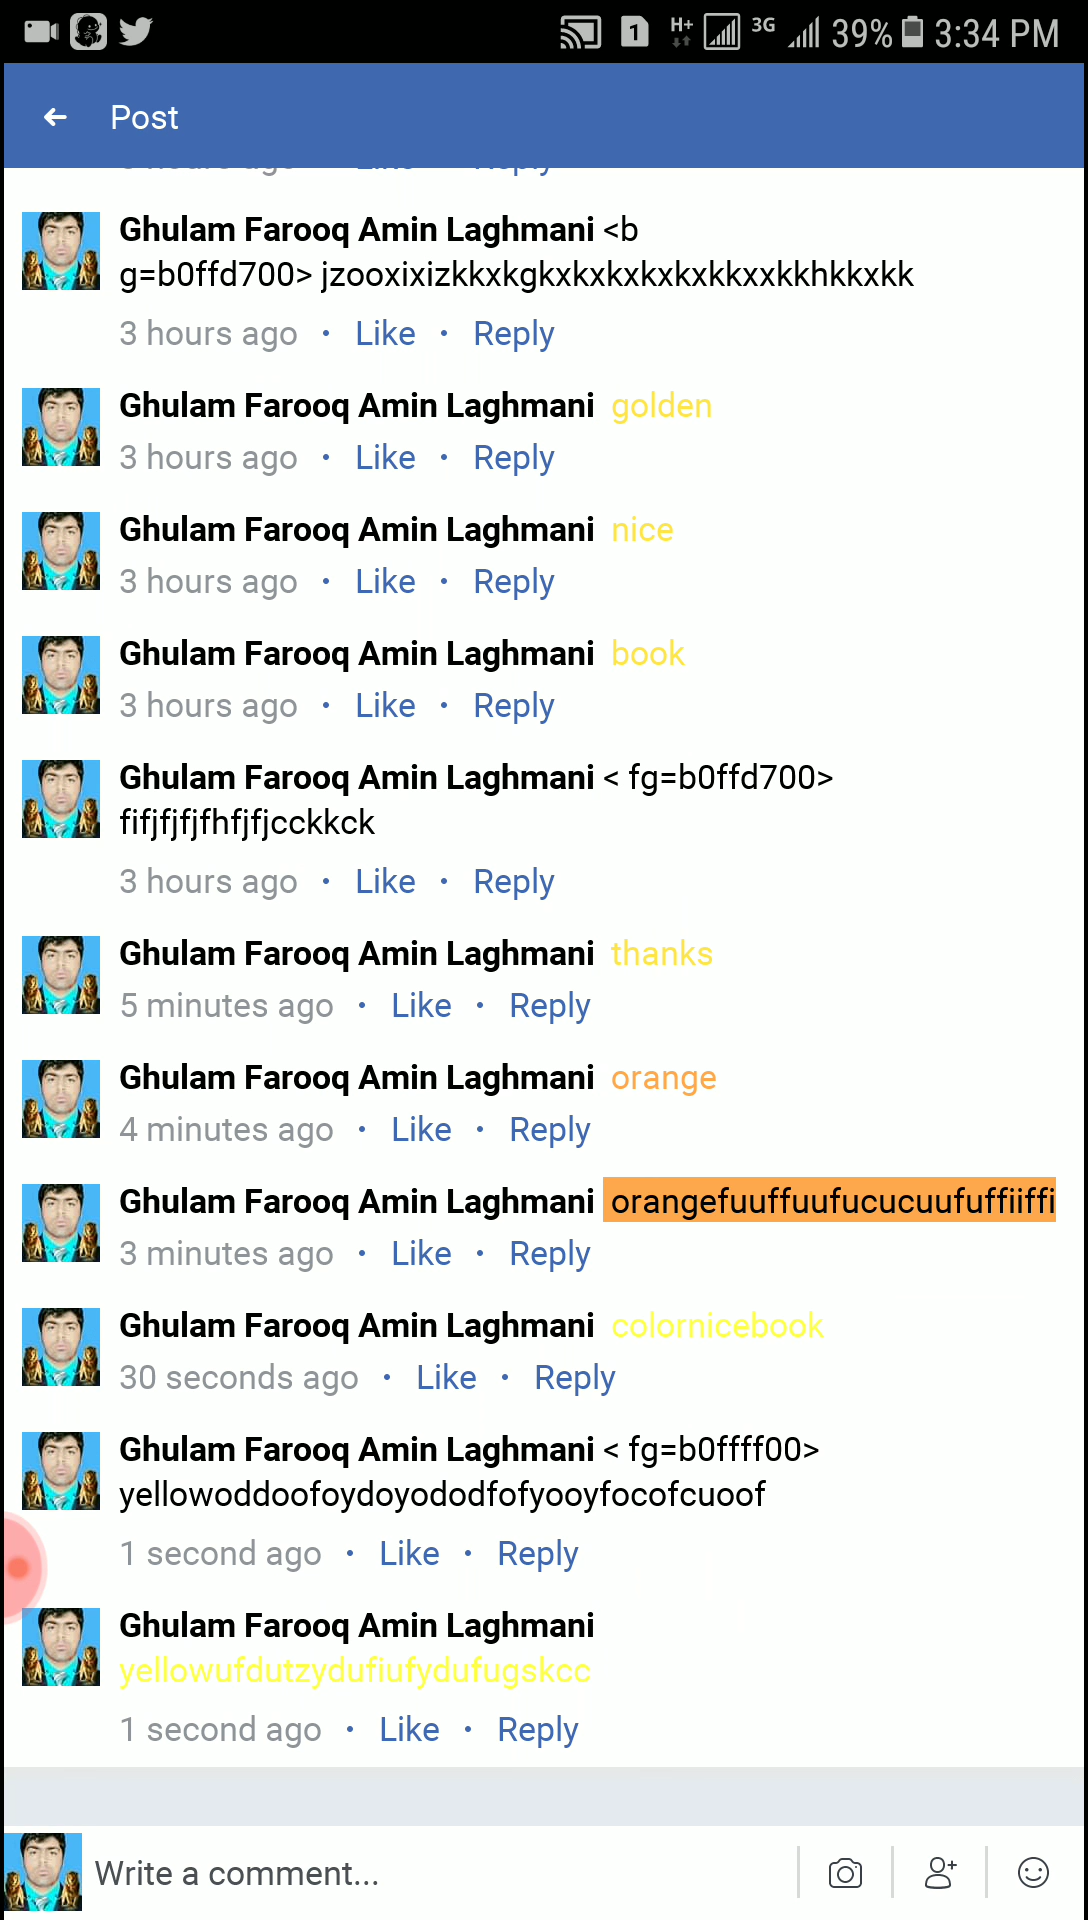 1 H+ 3G 39% 3:34 PM
Post
Ghulam Farooq Amin Laghmani <b
g=b0ffd700> jzooxixizkkxkgkxkxkxkxkxkkxxkkhkkxkk
3 hours ago • Like • Reply
Ghulam Farooq Amin Laghmani golden
3 hours ago • Like • Reply
Ghulam Farooq Amin Laghmani nice
3 hours ago • Like • Reply
Ghulam Farooq Amin Laghmani book
3 hours ago • Like • Reply
Ghulam Farooq Amin Laghmani < fg=b0ffd700>
fifjfjfjfhfjfjcckkck
3 hours ago • Like • Reply
Ghulam Farooq Amin Laghmani thanks
5 minutes ago • Like • Reply
Ghulam Farooq Amin Laghmani orange
4 minutes ago • Like • Reply
Ghulam Farooq Amin Laghmani orangefuuffuufucucuufuffiiffi
3 minutes ago • Like • Reply
Ghulam Farooq Amin Laghmani colornicebook
30 seconds ago • Like • Reply
Ghulam Farooq Amin Laghmani < fg=b0ffff00>
yellowoddoofoydoyododfofyooyfocofcuoof
1 second ago • Like • Reply
Ghulam Farooq Amin Laghmani
yellowufdutzydufiufydufugskcc
1 second ago • Like • Reply
Write a comment...